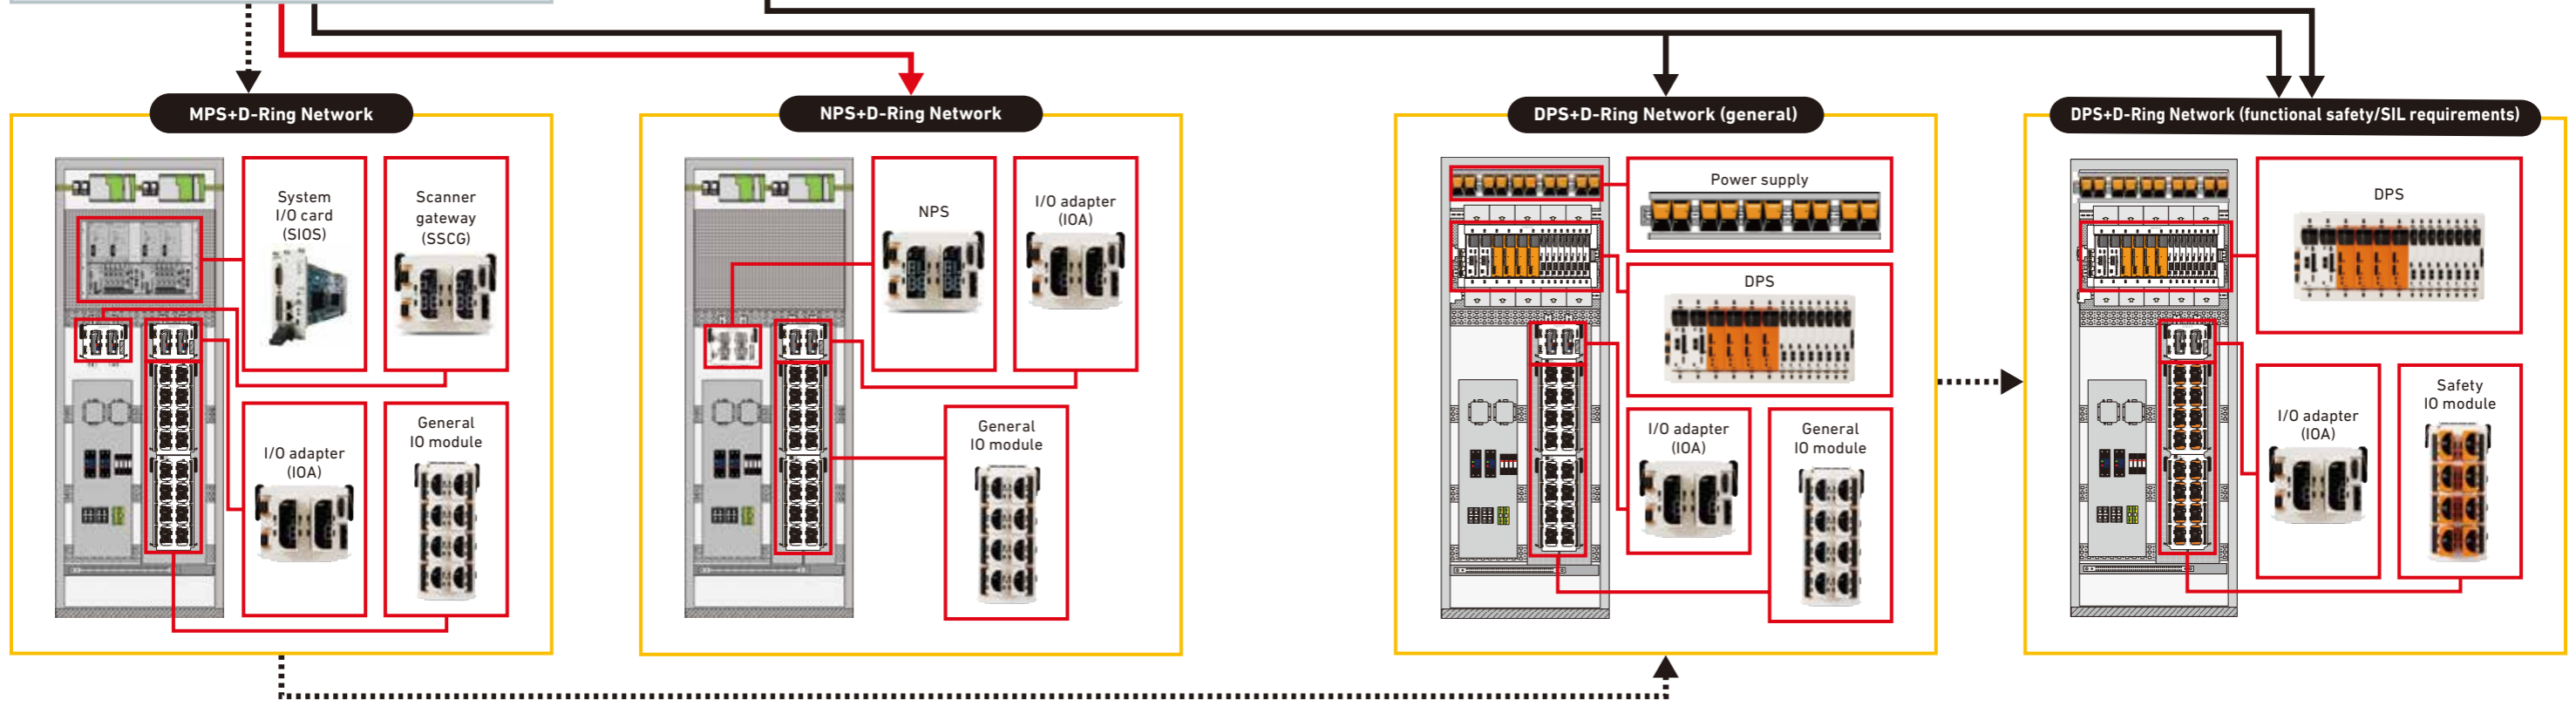 MPS+D-Ring Network
System
I/O card
(SIOS)
Scanner
gateway
(SSCG)
I/O adapter
(IOA)
General
IO module
NPS+D-Ring Network
NPS
I/O adapter
(IOA)
General
IO module
DPS+D-Ring Network (general)
Power supply
DPS
I/O adapter
(IOA)
General
IO module
DPS+D-Ring Network (functional safety/SIL requirements)
DPS
I/O adapter
(IOA)
Safety
IO module